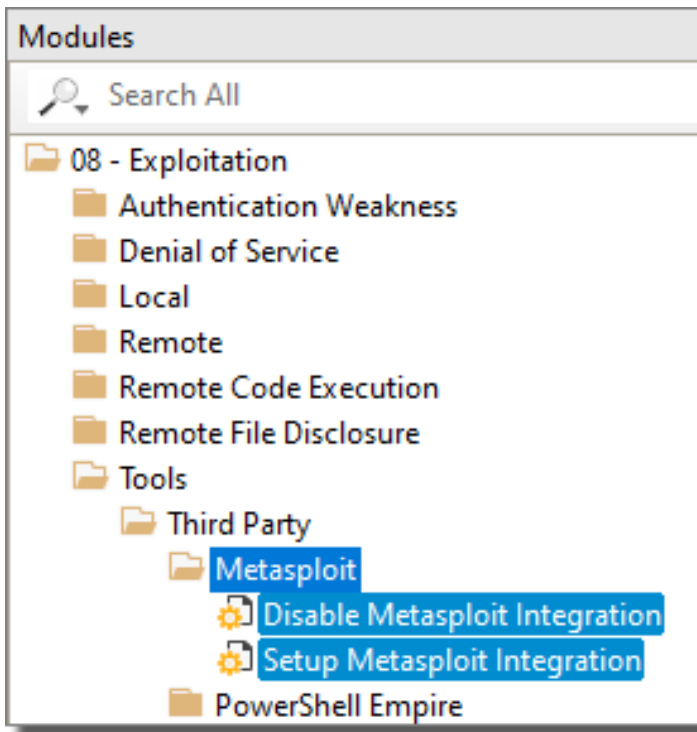 Modules
Search All
08 - Exploitation
Authentication Weakness
Denial of Service
Local
Remote
Remote Code Execution
Remote File Disclosure
Tools
Third Party
Metasploit
Disable Metasploit Integration
Setup Metasploit Integration
PowerShell Empire